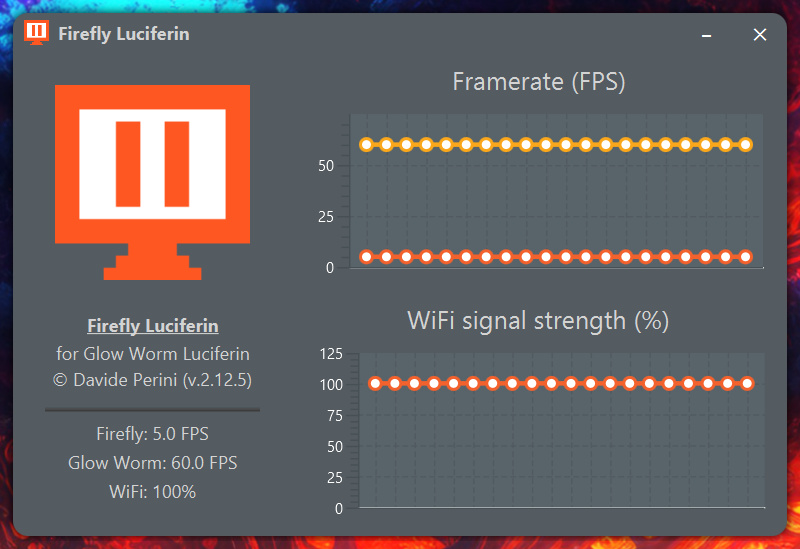 Firefly Luciferin
Firefly Luciferin
for Glow Worm Luciferin
© Davide Perini (v.2.12.5)
Firefly: 5.0 FPS
Glow Worm: 60.0 FPS
WiFi: 100%
Framerate (FPS)
50
25
0
WiFi signal strength (%)
125
100
75
50
25
0